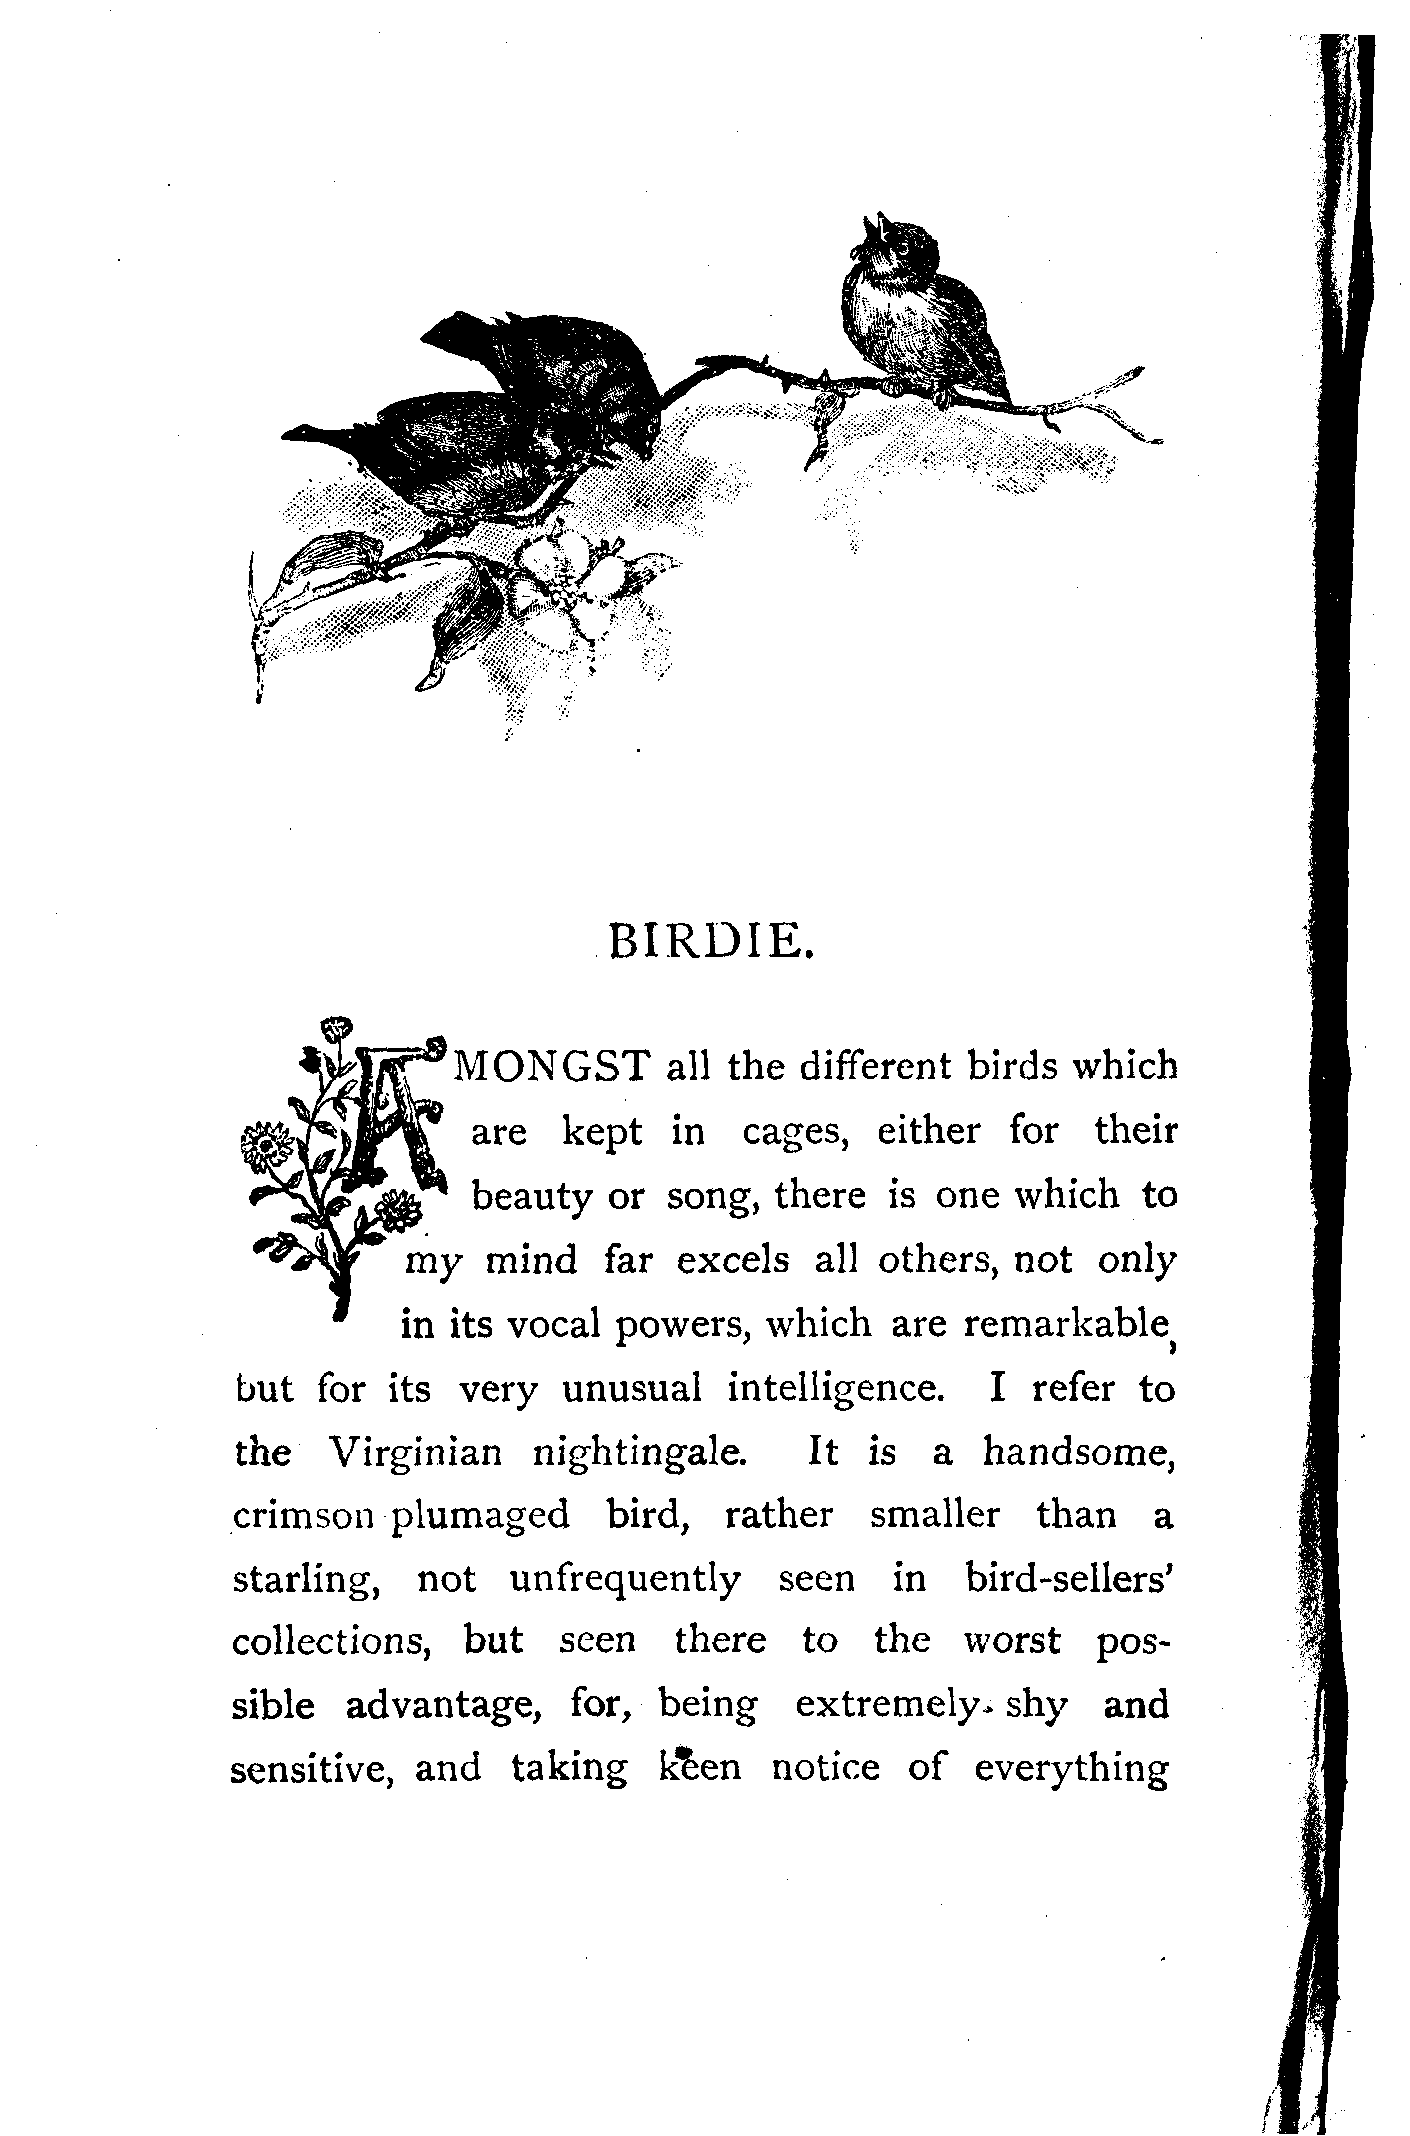 BIRDIE.
AMONGST all the different birds which
are kept in cages, either for their
beauty or song, there is one which to
my mind far excels all others, not only
in its vocal powers, which are remarkable,
but for its very unusual intelligence. I refer to
the Virginian nightingale. It is a handsome,
crimson plumaged bird, rather smaller than a
starling, not unfrequently seen in bird-sellers'
collections, but seen there to the worst pos-
sible advantage, for, being extremely shy and
sensitive, and taking keen notice of everything